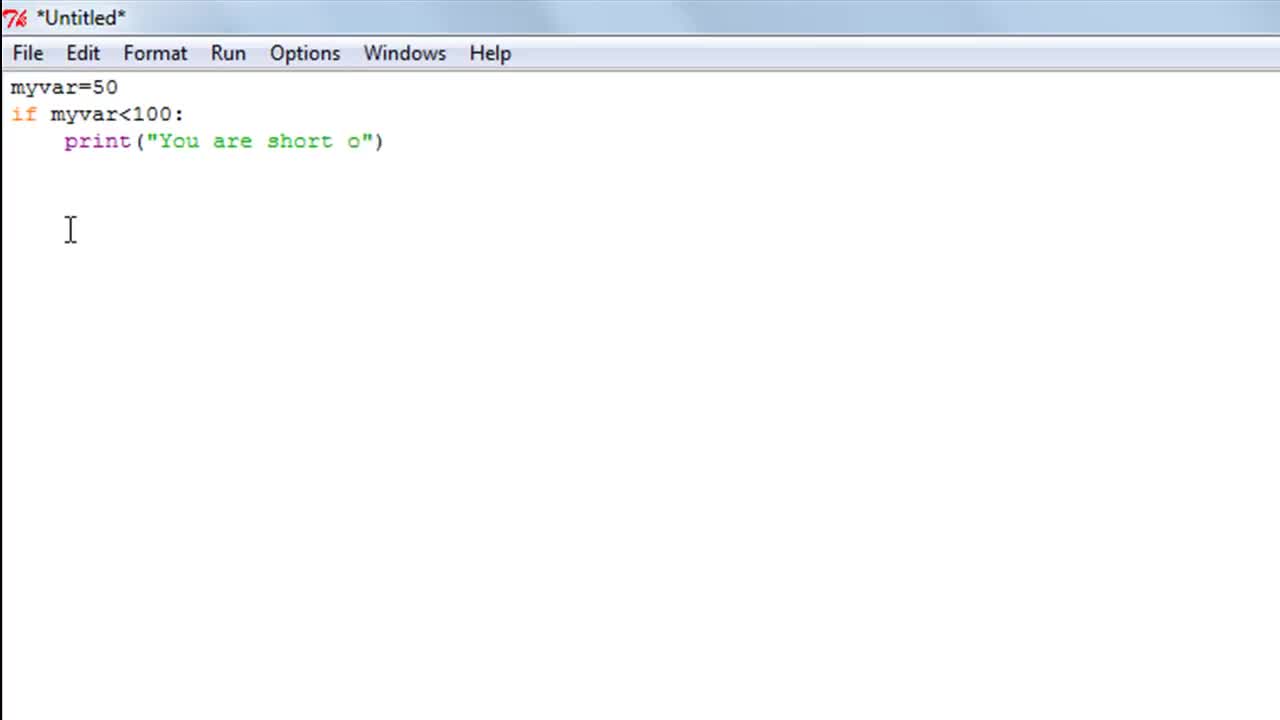 *Untitled*
File Edit Format Run Options Windows Help
myvar=50
if myvar<100:
    print("You are short o")